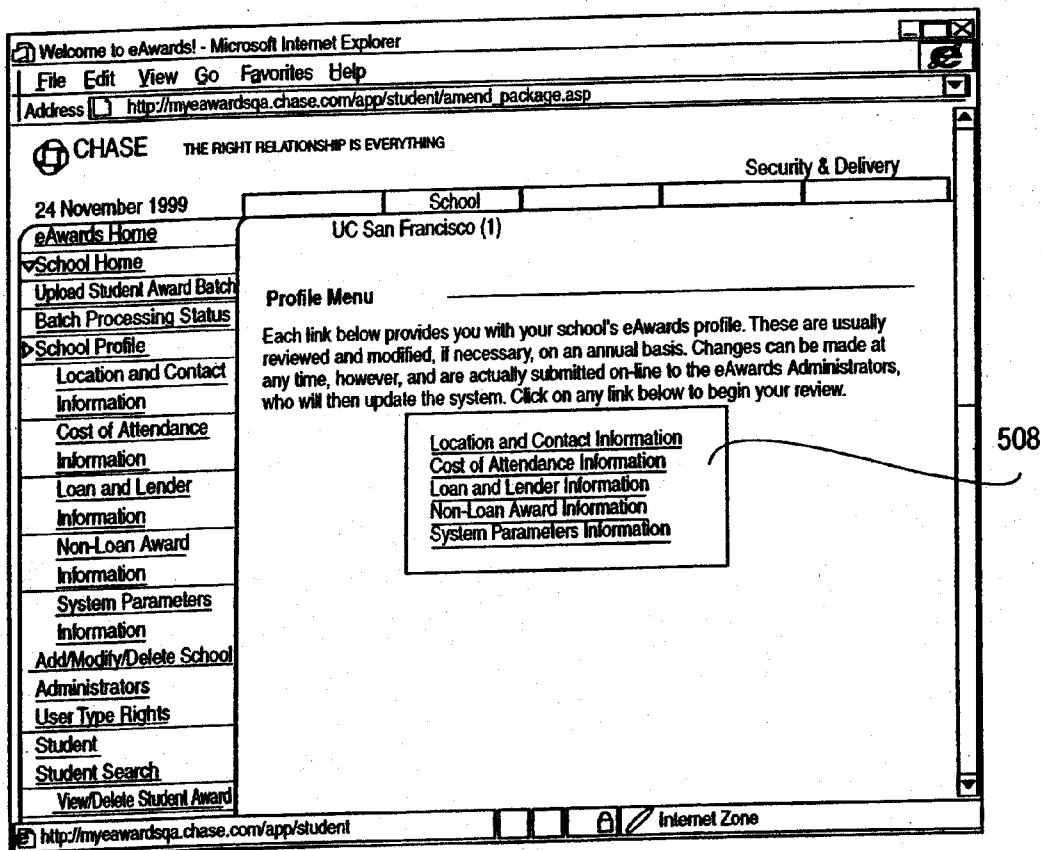 Welcome to eAwards! - Microsoft Internet Explorer
File Edit View Go Favorites Help
Address http://myeawardsqa.chase.com/app/student/amend_package.asp
CHASE THE RIGHT RELATIONSHIP IS EVERYTHING
Security & Delivery
24 November 1999
School
eAwards Home
School Home
Upload Student Award Batch
Batch Processing Status
School Profile
Location and Contact
Information
Cost of Attendance
Information
Loan and Lender
Information
Non-Loan Award
Information
System Parameters
Information
Add/Modify/Delete School
Administrators
User Type Rights
Student
Student Search
View/Delete Student Award
UC San Francisco (1)
Profile Menu
Each link below provides you with your school's eAwards profile. These are usually
reviewed and modified, if necessary, on an annual basis. Changes can be made at
any time, however, and are actually submitted on-line to the eAwards Administrators,
who will then update the system. Click on any link below to begin your review.
Location and Contact Information
Cost of Attendance Information
Loan and Lender Information
Non-Loan Award Information
System Parameters Information
508
http://myeawardsqa.chase.com/app/student
Internet Zone